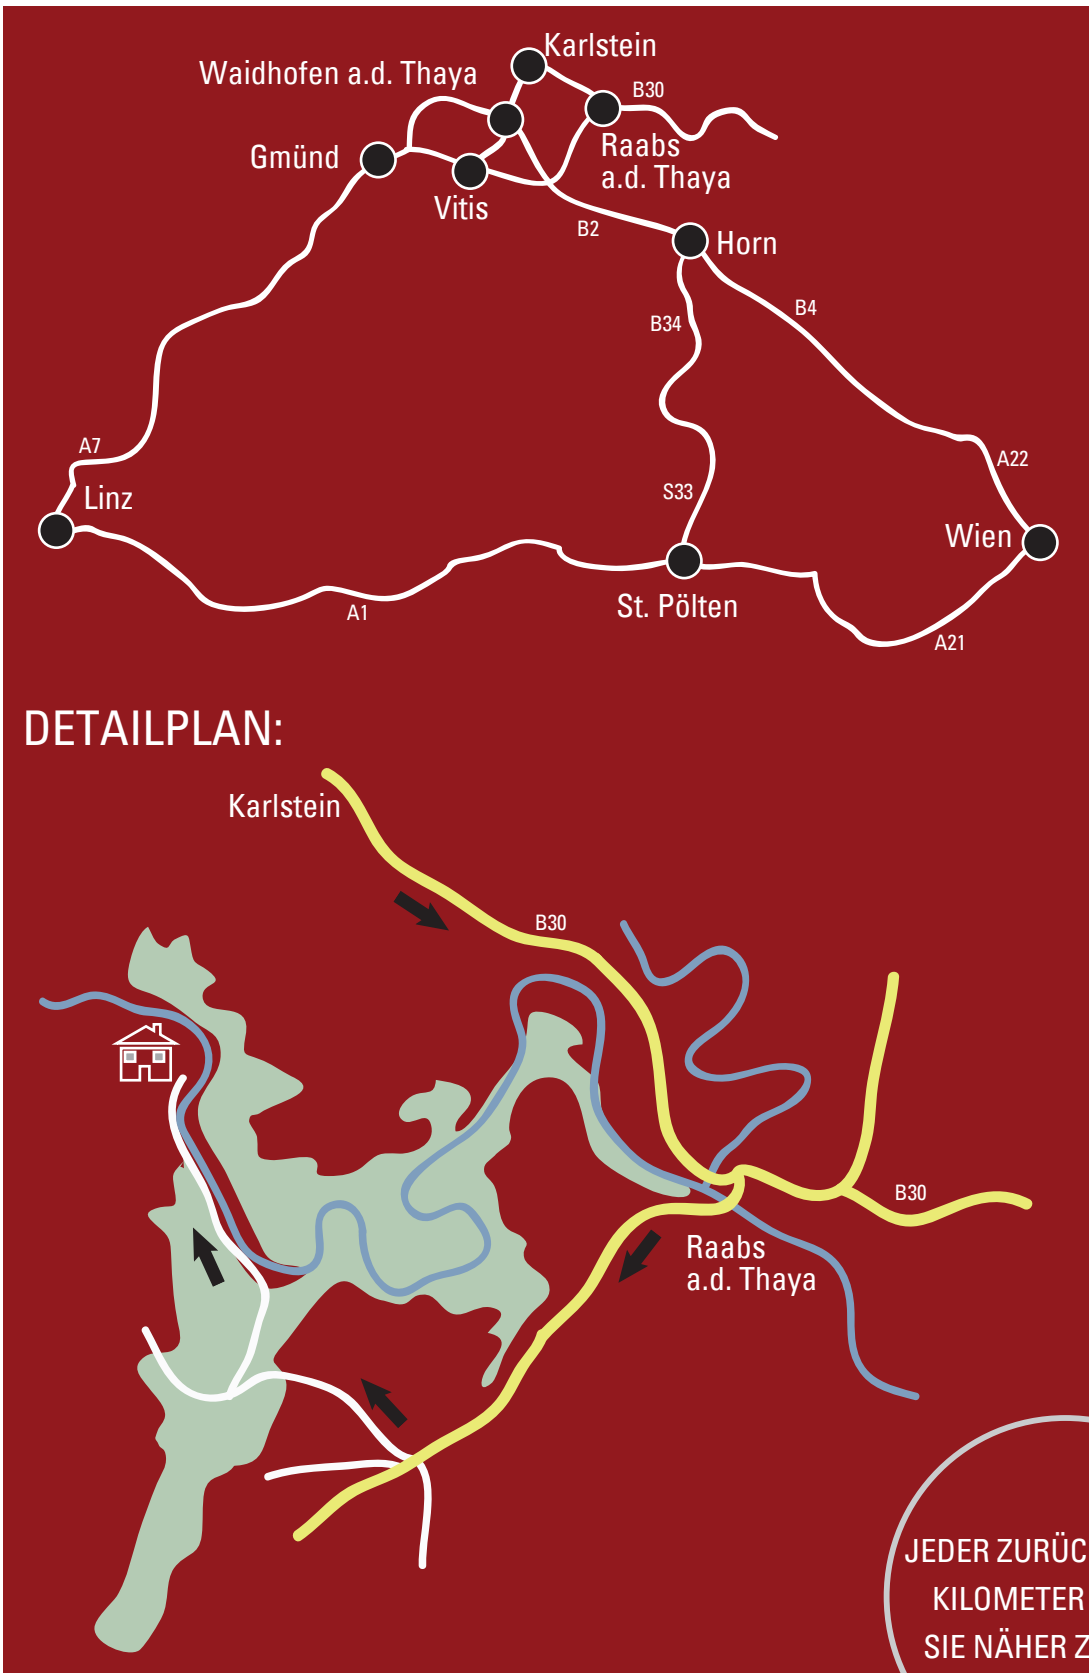 Karlstein
Waidhofen a.d. Thaya
B30
Raabs
a.d. Thaya
Gmünd
Vitis
B2
Horn
B4
B34
A7
A22
Linz
S33
Wien
St. Pölten
A1
A21
DETAILPLAN:
Karlstein
B30
B30
Raabs
a.d. Thaya
JEDER ZURÜC
KILOMETER
SIE NÄHER Z